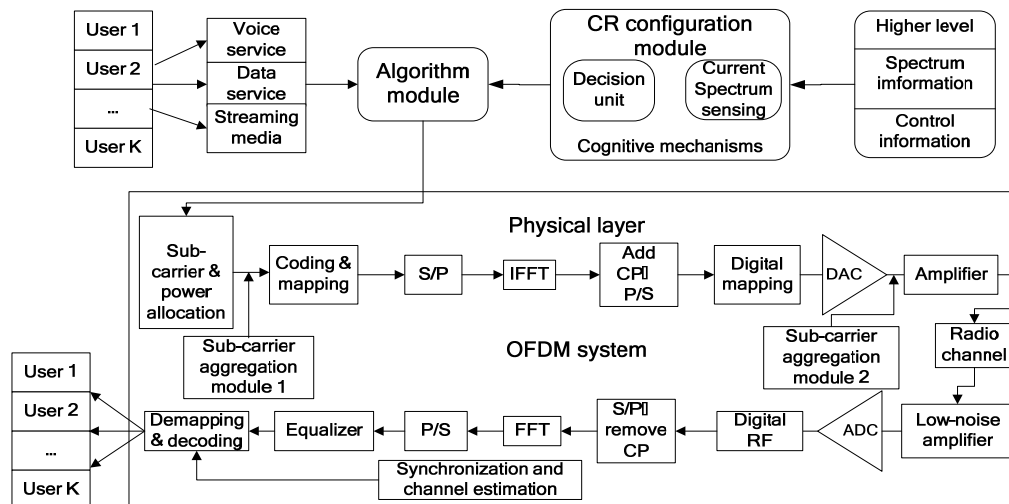 User 1
User 2
...
User K
Voice
service
Data
service
Streaming
media
Algorithm
module
CR configuration
module
Decision
unit
Current
Spectrum
sensing
Cognitive mechanisms
Higher level
Spectrum
imformation
Control
information
Physical layer
Sub-
carrier &
power
allocation
Coding &
mapping
S/P
IFFT
Add
CP▯
P/S
Digital
mapping
DAC
Amplifier
Sub-carrier
aggregation
module 1
OFDM system
Sub-carrier
aggregation
module 2
Radio
channel
User 1
User 2
...
User K
Demapping
& decoding
Equalizer
P/S
FFT
S/P▯
remove
CP
Digital
RF
ADC
Low-noise
amplifier
Synchronization and
channel estimation